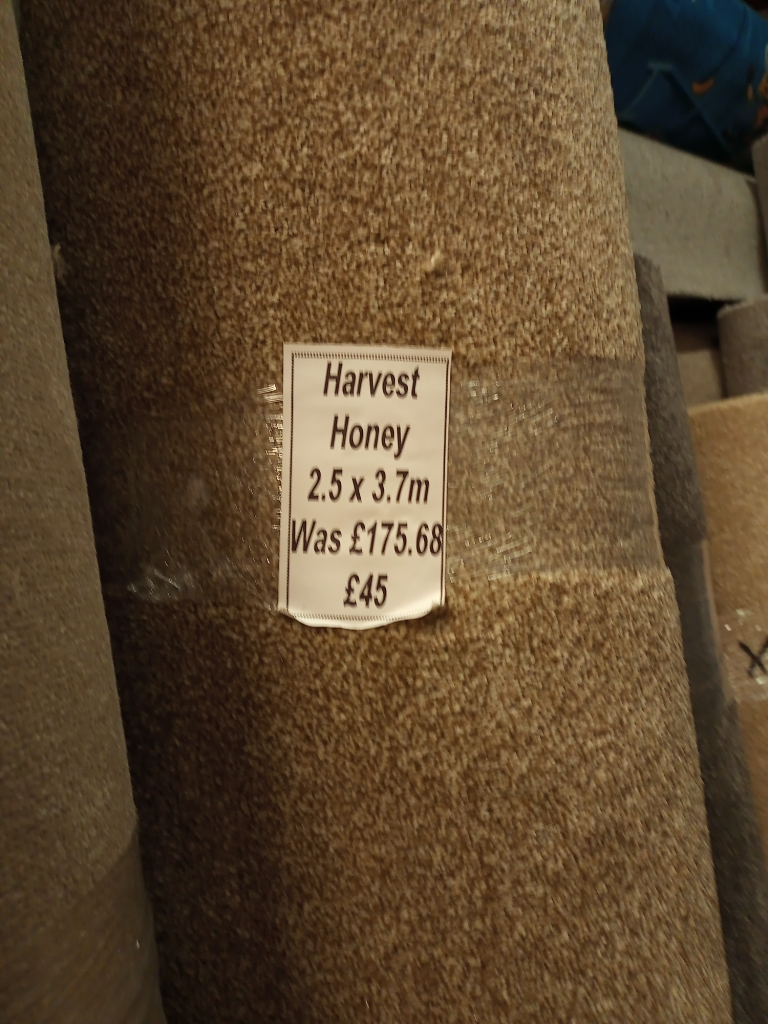 Harvest
Honey
2.5 x 3.7m
Was £175.68
£45
X